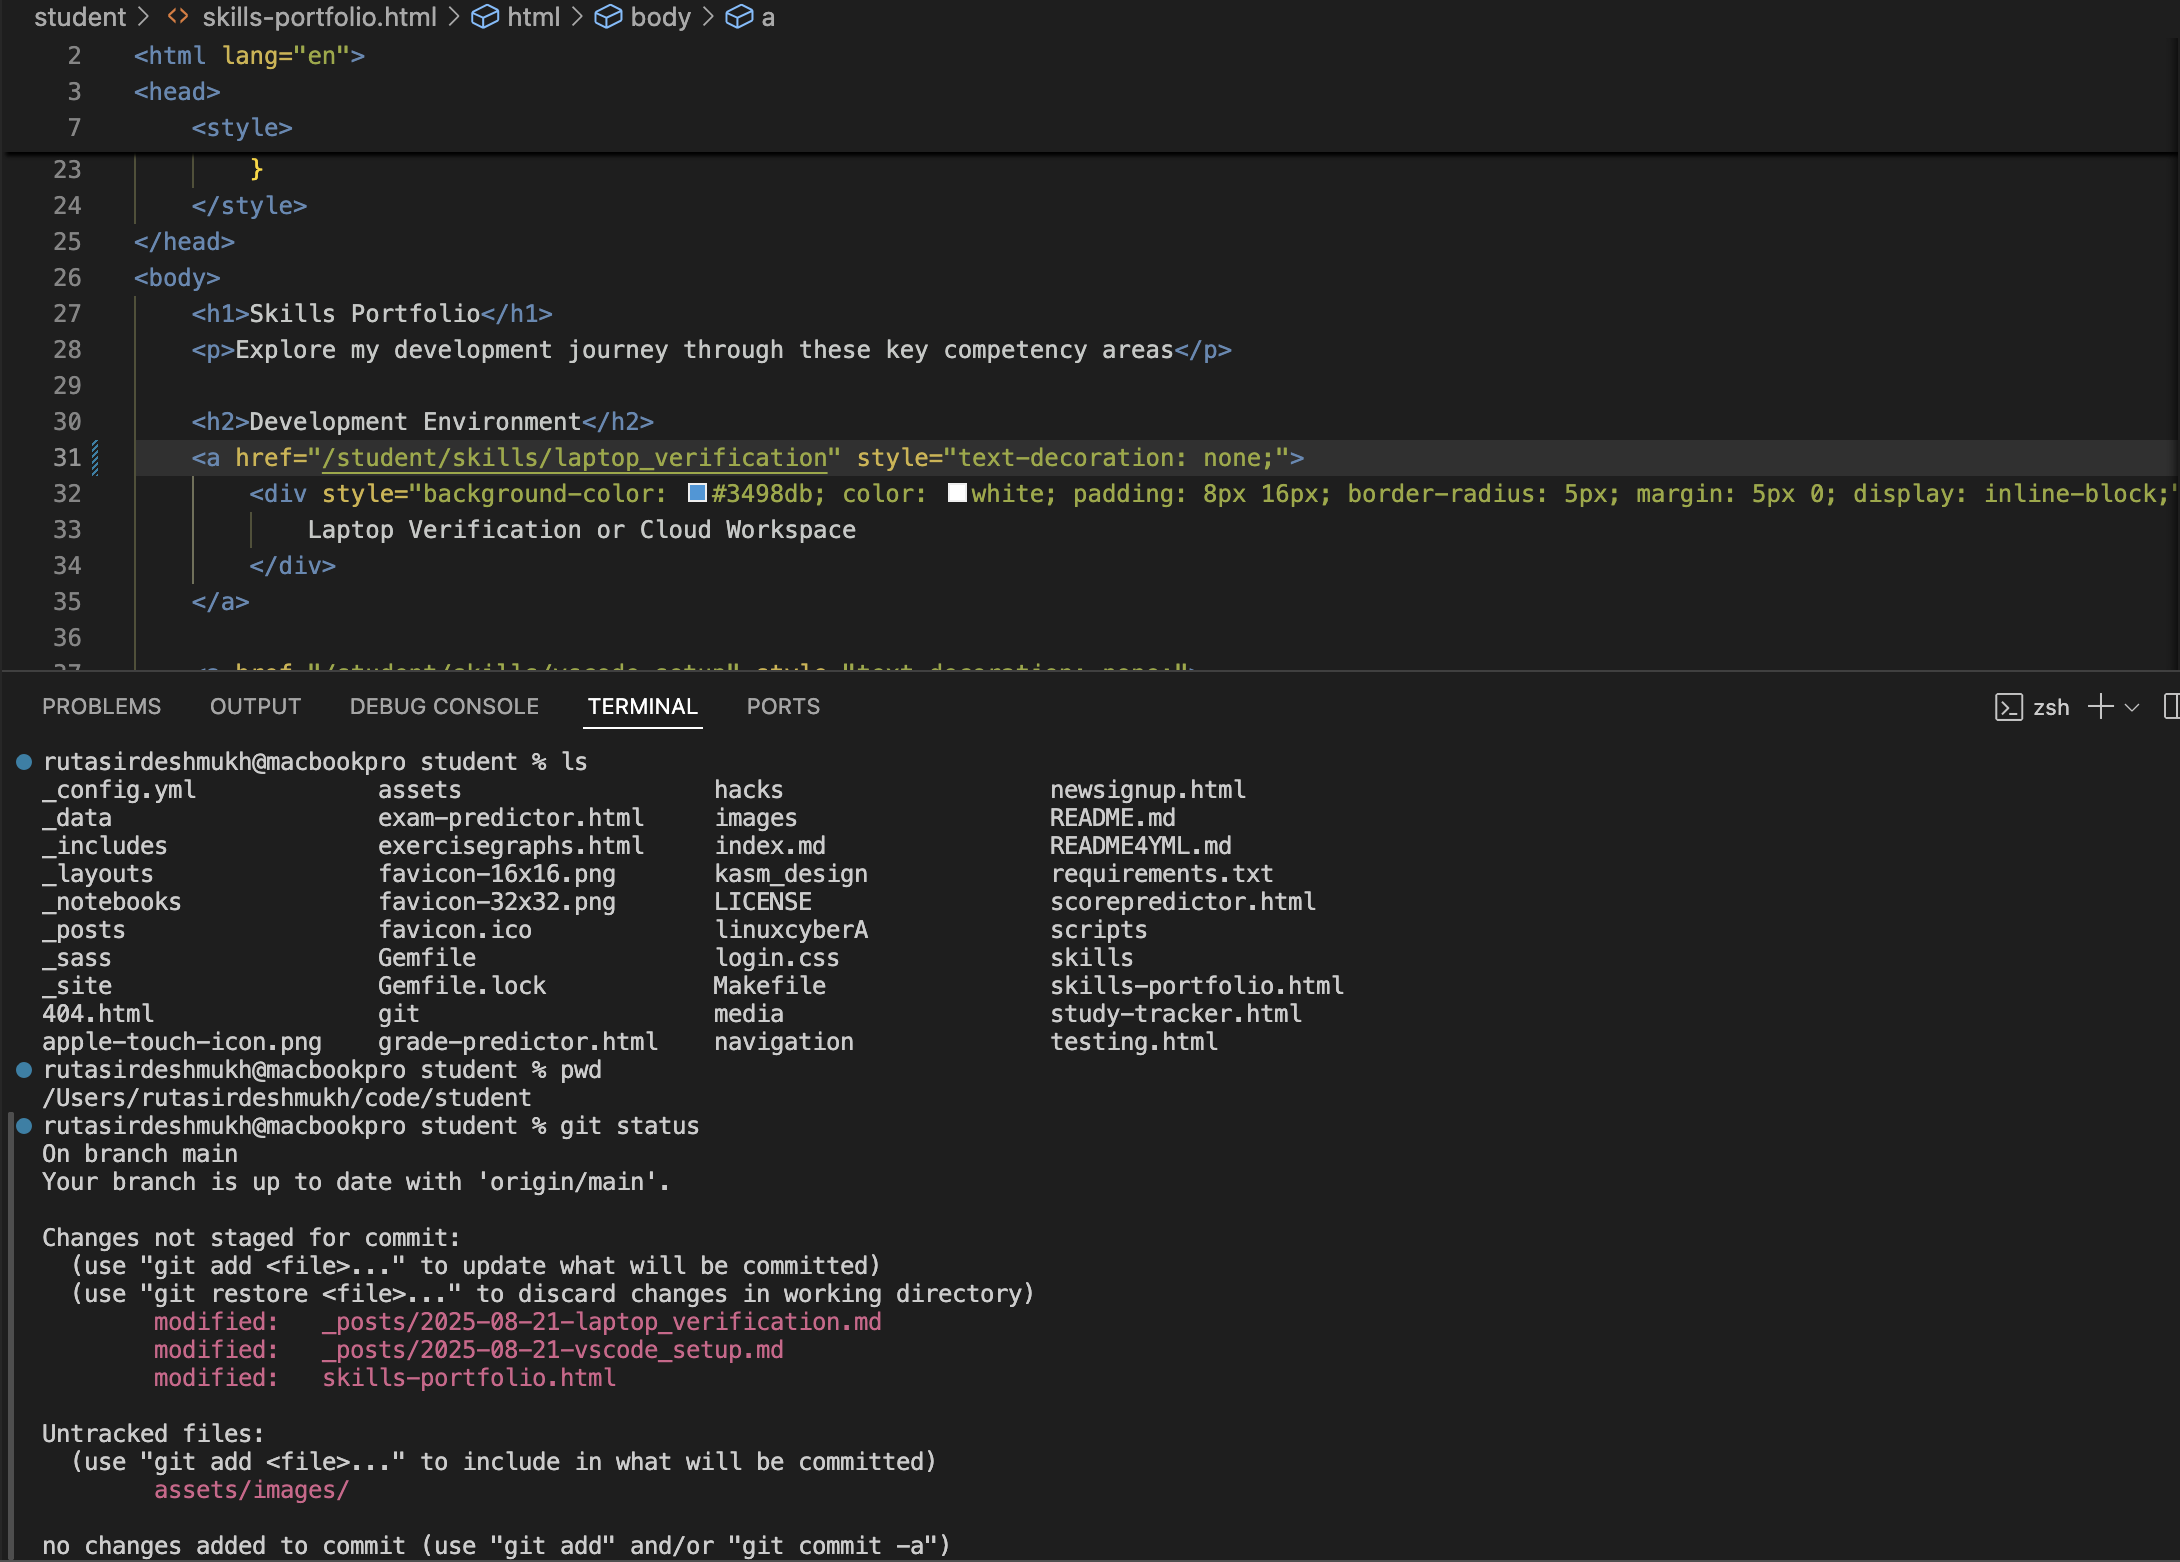 student > <> skills-portfolio.html > html > body > a
2 <html lang="en">
3 <head>
7 <style>
23 }
24 </style>
25 </head>
26 <body>
27 <h1>Skills Portfolio</h1>
28 <p>Explore my development journey through these key competency areas</p>
29
30 <h2>Development Environment</h2>
31 <a href="/student/skills/laptop_verification" style="text-decoration: none;">
32 <div style="background-color: #3498db; color: white; padding: 8px 16px; border-radius: 5px; margin: 5px 0; display: inline-block;"
33 Laptop Verification or Cloud Workspace
34 </div>
35 </a>
36
37 <a href="/student/skills/vscode_setup" style="text-decoration: none;">
PROBLEMS OUTPUT DEBUG CONSOLE TERMINAL PORTS zsh
rutasirdeshmukh@macbookpro student % ls
_config.yml assets hacks newsignup.html
_data exam-predictor.html images README.md
_includes exercisegraphs.html index.md README4YML.md
_layouts favicon-16x16.png kasm_design requirements.txt
_notebooks favicon-32x32.png LICENSE scorepredictor.html
_posts favicon.ico linuxcyberA scripts
_sass Gemfile login.css skills
_site Gemfile.lock Makefile skills-portfolio.html
404.html git media study-tracker.html
apple-touch-icon.png grade-predictor.html navigation testing.html
rutasirdeshmukh@macbookpro student % pwd
/Users/rutasirdeshmukh/code/student
rutasirdeshmukh@macbookpro student % git status
On branch main
Your branch is up to date with 'origin/main'.
Changes not staged for commit:
(use "git add <file>..." to update what will be committed)
(use "git restore <file>..." to discard changes in working directory)
modified: _posts/2025-08-21-laptop_verification.md
modified: _posts/2025-08-21-vscode_setup.md
modified: skills-portfolio.html
Untracked files:
(use "git add <file>..." to include in what will be committed)
assets/images/
no changes added to commit (use "git add" and/or "git commit -a")